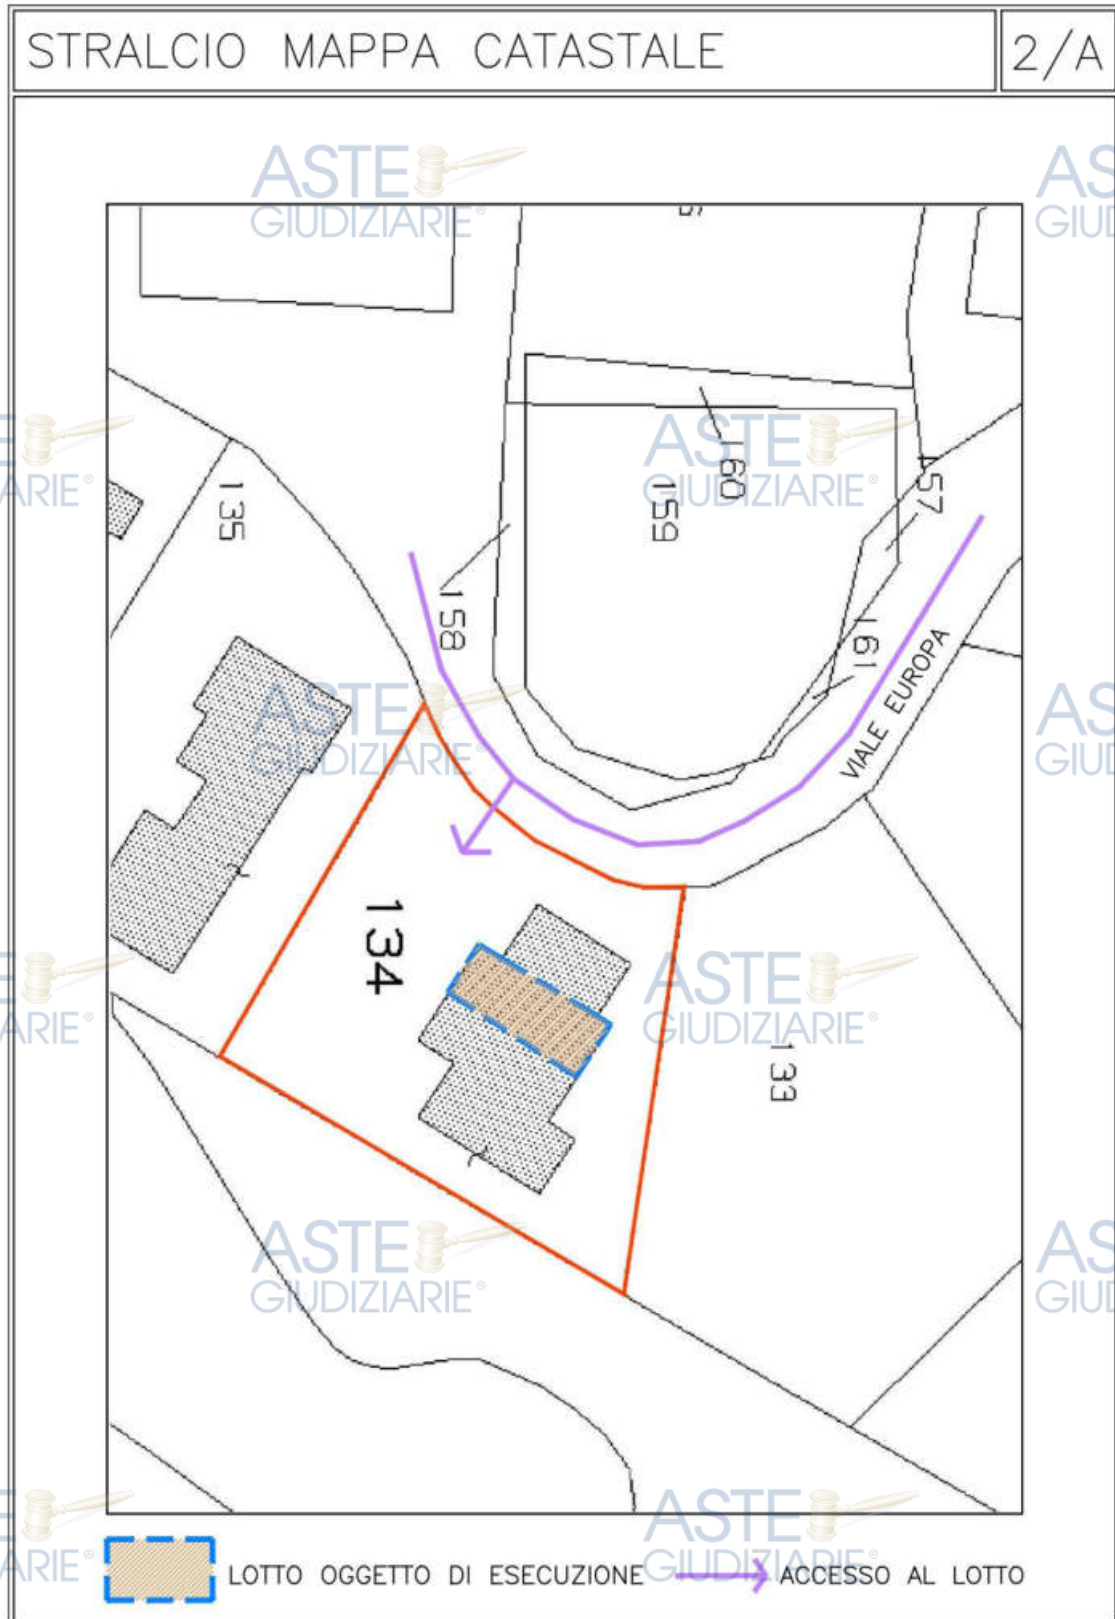 STRALCIO MAPPA CATASTALE
2/A
ASTE
GIUDIZIARIE®
160
159
157
135
158
161
VIALE EUROPA
134
133
LOTTO OGGETTO DI ESECUZIONE
ACCESSO AL LOTTO